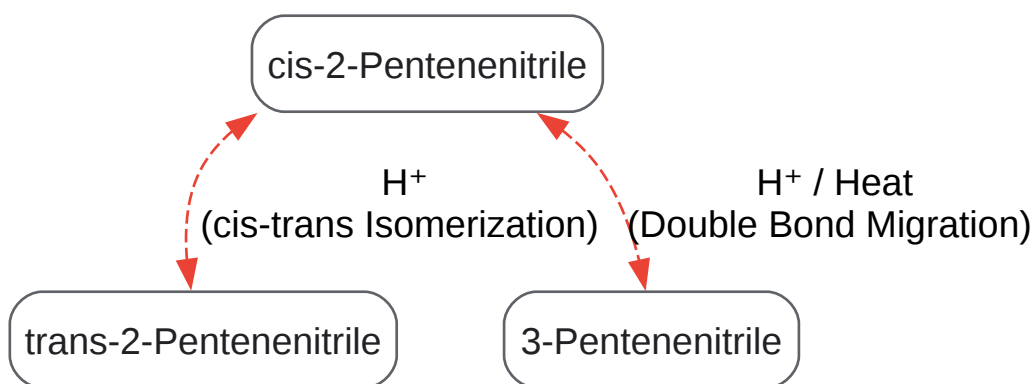 cis-2-Pentenenitrile
H⁺
(cis-trans Isomerization)
H⁺ / Heat
(Double Bond Migration)
trans-2-Pentenenitrile
3-Pentenenitrile